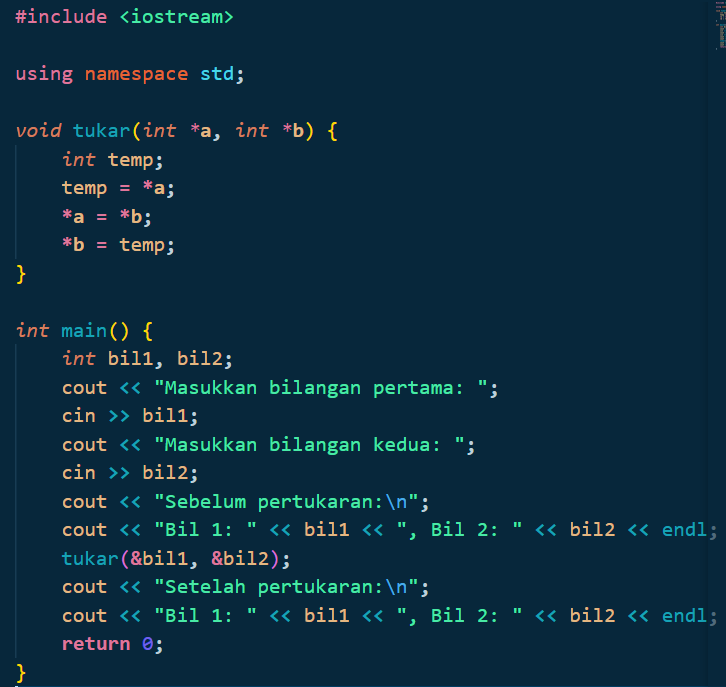 #include <iostream>
using namespace std;
void tukar(int *a, int *b) {
    int temp;
    temp = *a;
    *a = *b;
    *b = temp;
}
int main() {
    int bil1, bil2;
    cout << "Masukkan bilangan pertama: ";
    cin >> bil1;
    cout << "Masukkan bilangan kedua: ";
    cin >> bil2;
    cout << "Sebelum pertukaran:\n";
    cout << "Bil 1: " << bil1 << ", Bil 2: " << bil2 << endl;
    tukar(&bil1, &bil2);
    cout << "Setelah pertukaran:\n";
    cout << "Bil 1: " << bil1 << ", Bil 2: " << bil2 << endl;
    return 0;
}